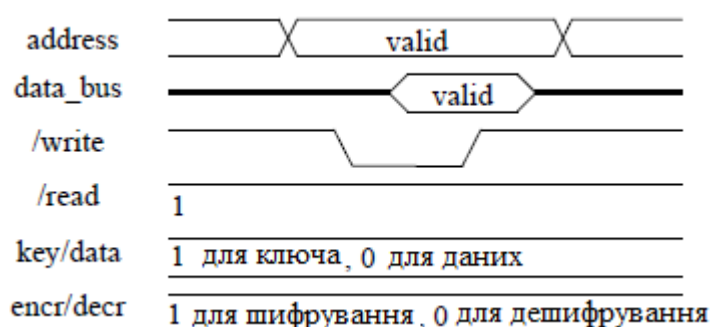 address valid
data_bus valid
/write
/read 1
key/data 1 для ключа, 0 для даних
encr/decr 1 для шифрування, 0 для дешифрування